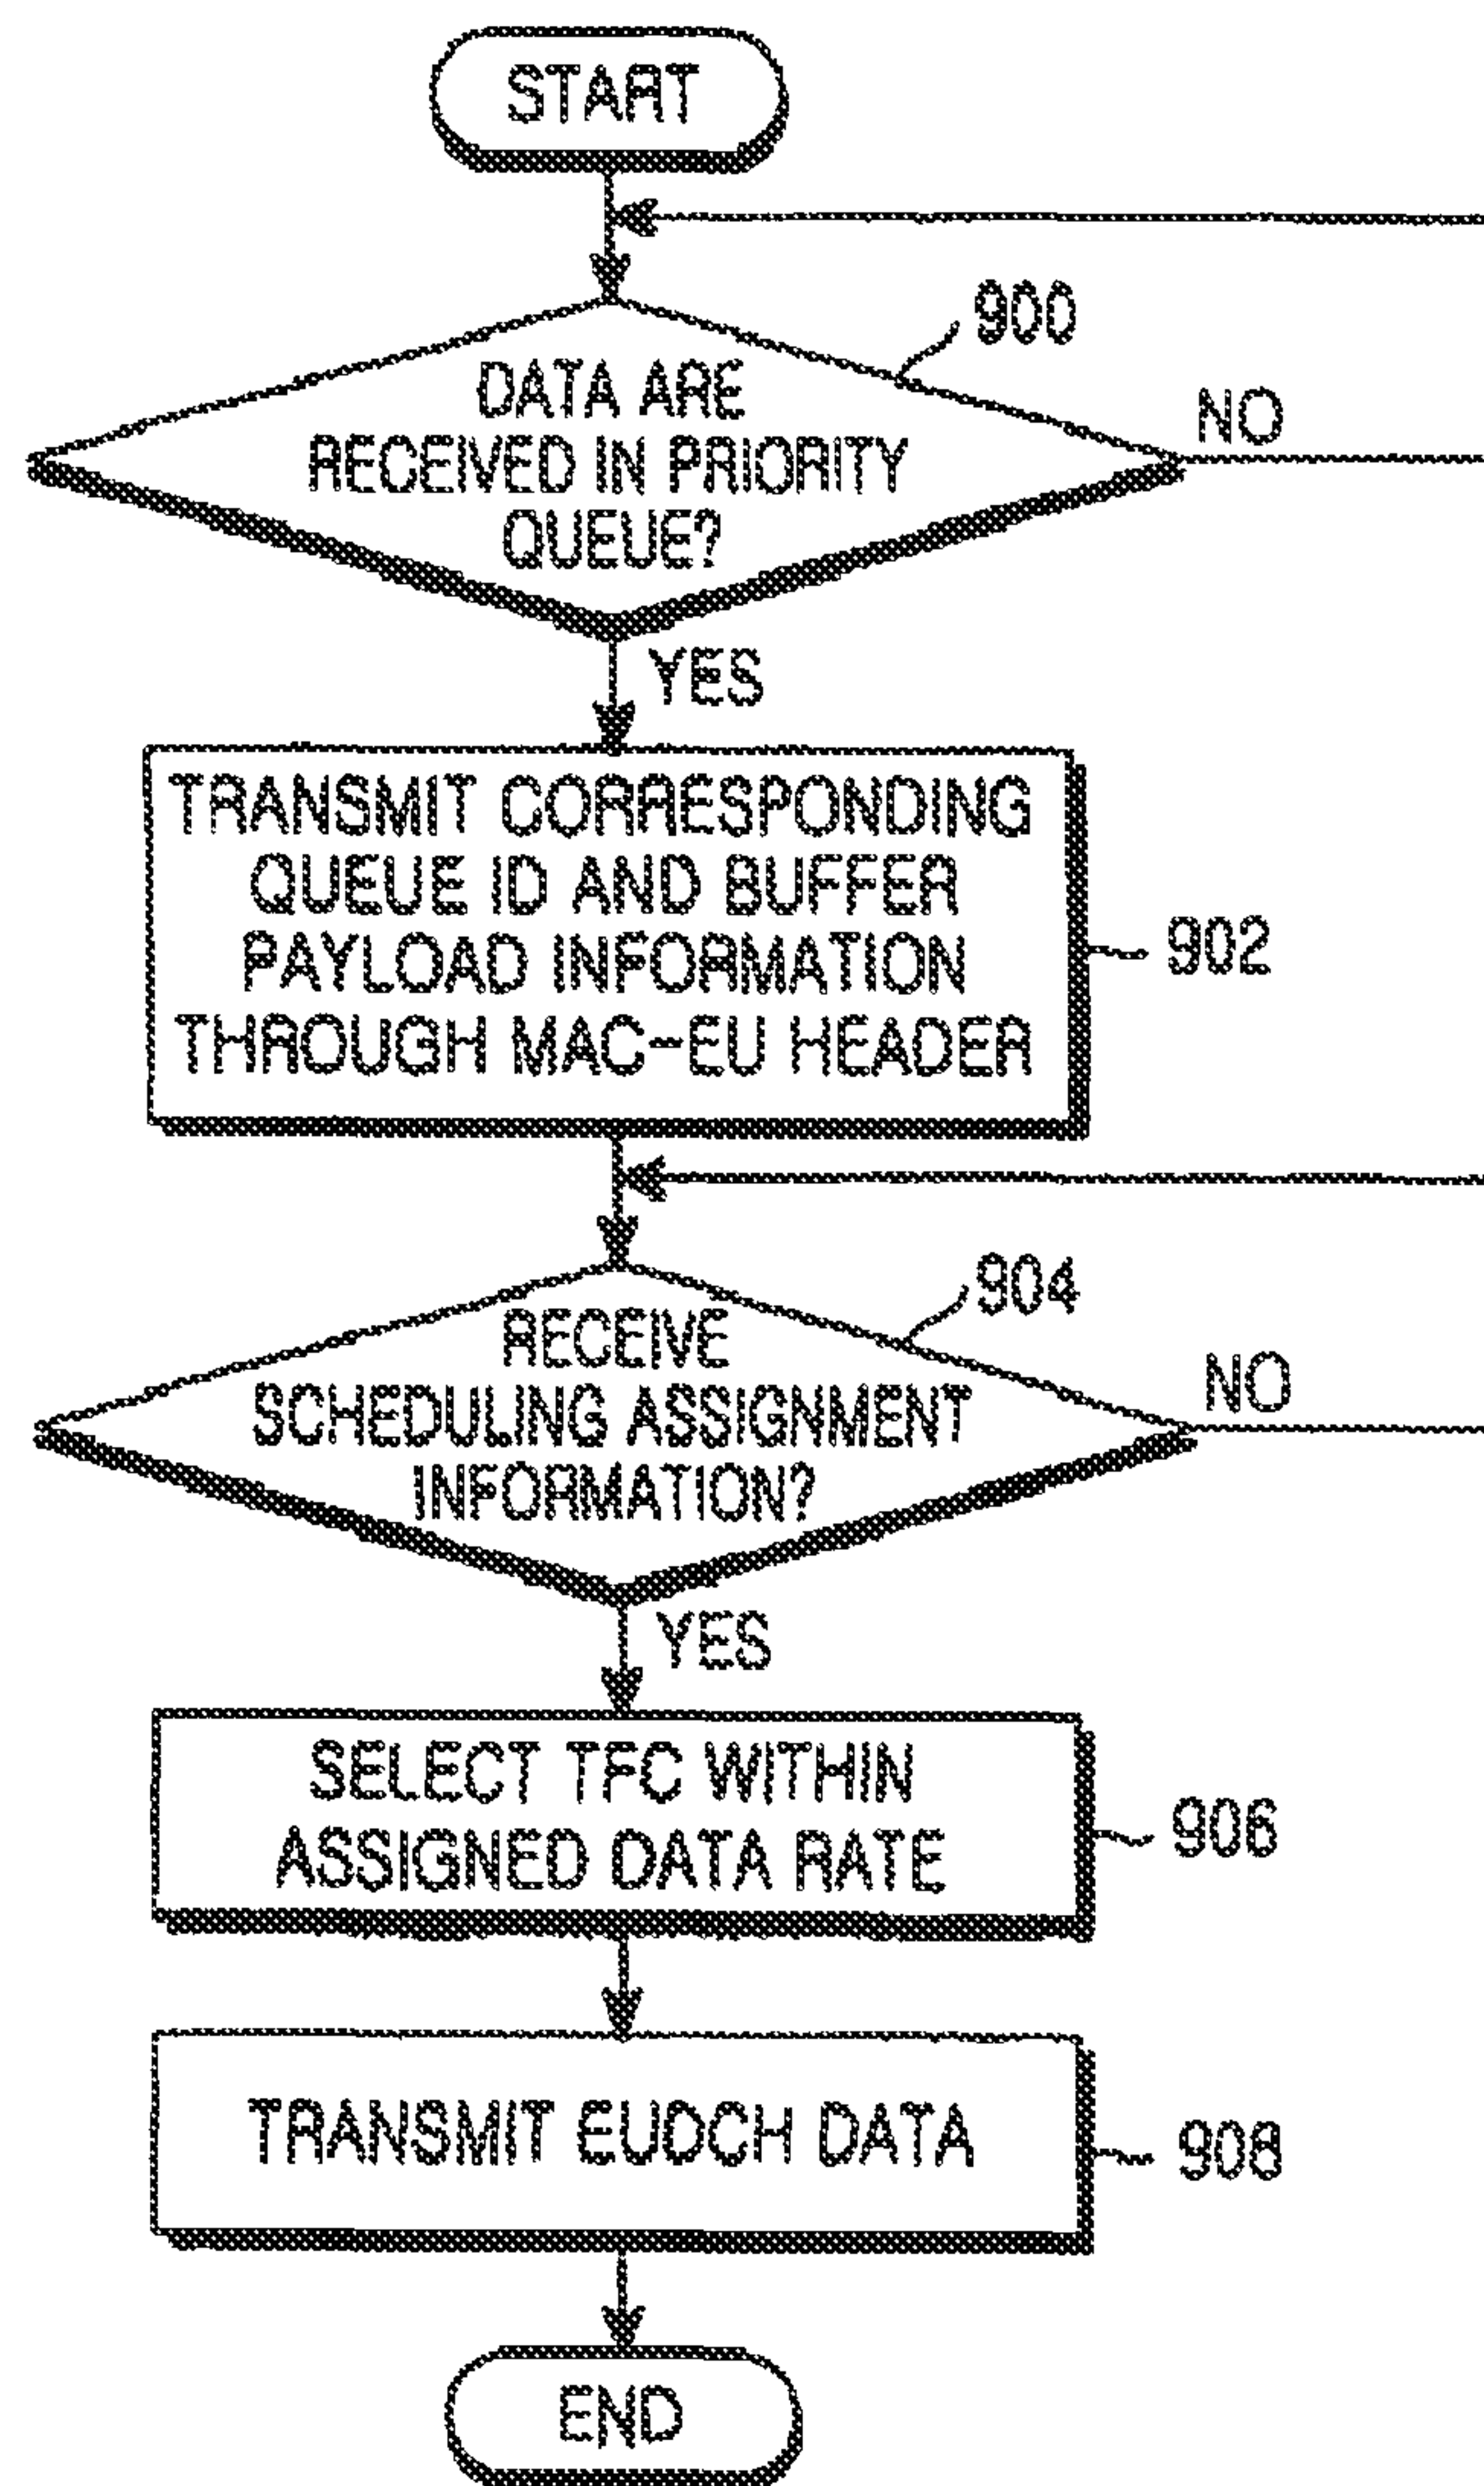 START
900
DATA ARE
RECEIVED IN PRIORITY
QUEUE?
NO
YES
TRANSMIT CORRESPONDING
QUEUE ID AND BUFFER
PAYLOAD INFORMATION
THROUGH MAC-EU HEADER
902
904
RECEIVE
SCHEDULING ASSIGNMENT
INFORMATION?
NO
YES
SELECT TFC WITHIN
ASSIGNED DATA RATE
906
TRANSMIT EUDCH DATA
908
END